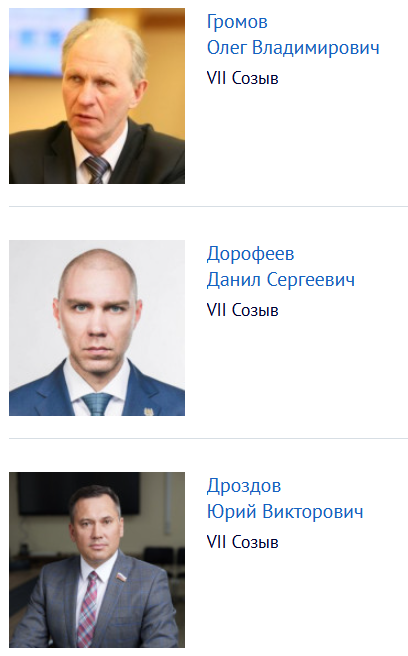 Громов
Олег Владимирович
VII Созыв
Дорофеев
Данил Сергеевич
VII Созыв
Дроздов
Юрий Викторович
VII Созыв